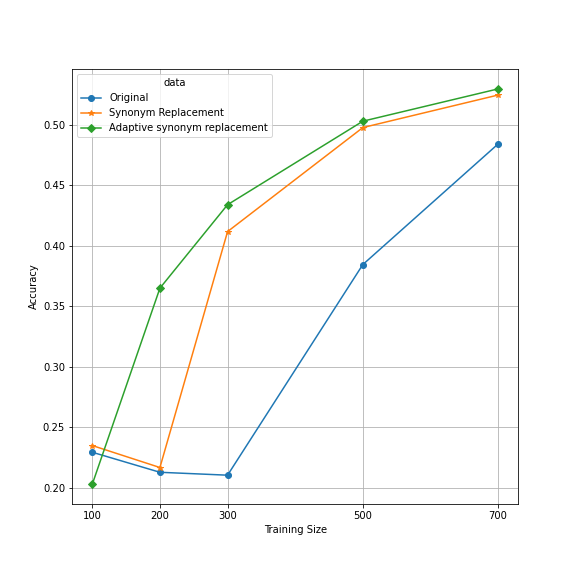 data
Original
Synonym Replacement
Adaptive synonym replacement
0.50
0.45
0.40
0.35
0.30
0.25
0.20
Accuracy
100 200 300 500 700
Training Size